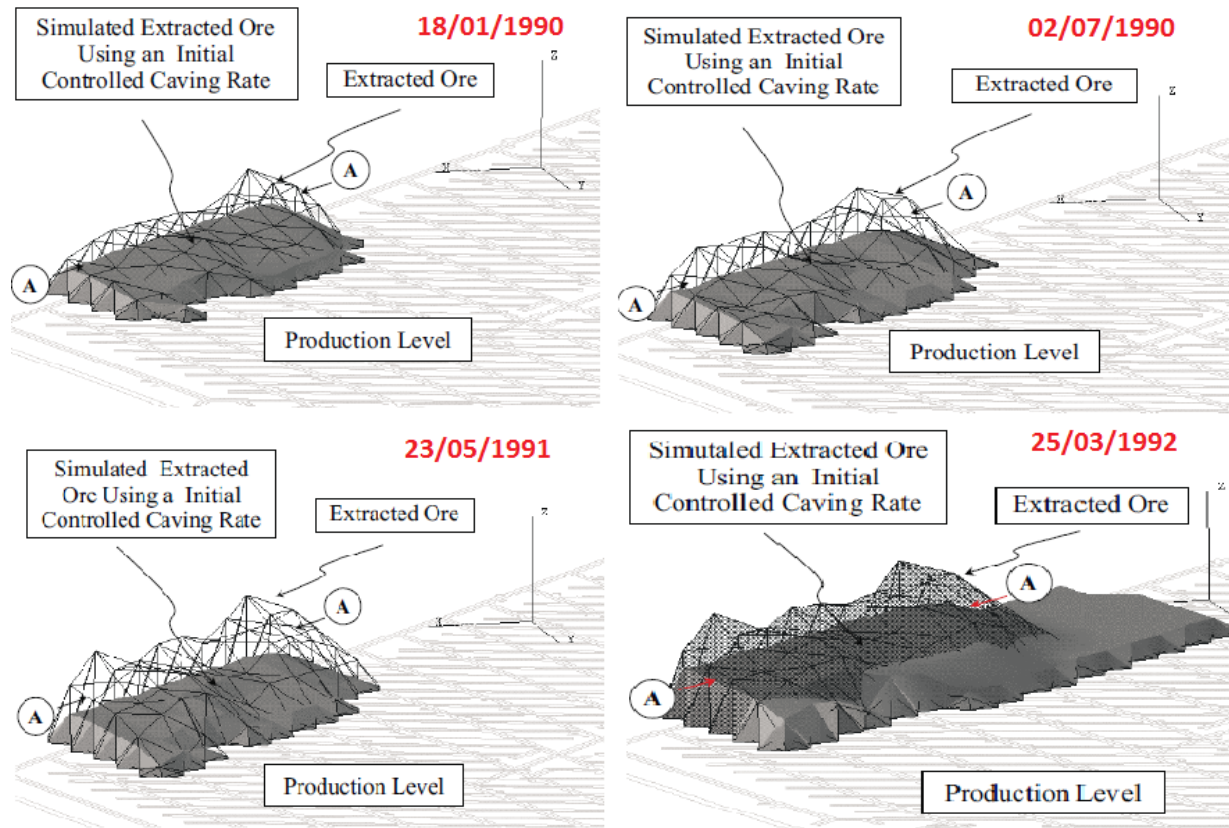 Simulated Extracted Ore
Using an Initial
Controlled Caving Rate
18/01/1990
Extracted Ore
Z
A
H
Y
A
Production Level
Simulated Extracted Ore
Using an Initial
Controlled Caving Rate
02/07/1990
Extracted Ore
Z
A
H
Y
A
Production Level
Simulated Extracted
Orc Using a Initial
Controlled Caving Rate
23/05/1991
Extracted Ore
Z
A
X
Y
A
Production Level
Simutaled Extracted Ore
Using an Initial
Controlled Caving Rate
25/03/1992
Extracted Ore
Z
A
A
Production Level